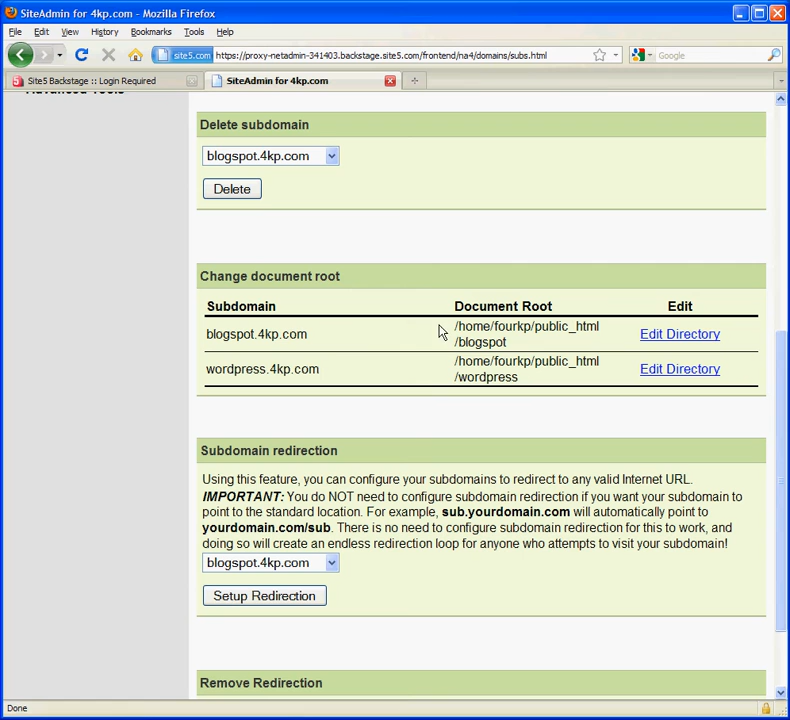 SiteAdmin for 4kp.com - Mozilla Firefox
File Edit View History Bookmarks Tools Help
site5.com https://proxy-netadmin-341403.backstage.site5.com/frontend/na4/domains/subs.html Google
Site5 Backstage :: Login Required SiteAdmin for 4kp.com
Advanced Tools
Delete subdomain
blogspot.4kp.com
Delete
Change document root
Subdomain Document Root Edit
blogspot.4kp.com /home/fourkp/public_html
/blogspot Edit Directory
wordpress.4kp.com /home/fourkp/public_html
/wordpress Edit Directory
Subdomain redirection
Using this feature, you can configure your subdomains to redirect to any valid Internet URL.
IMPORTANT: You do NOT need to configure subdomain redirection if you want your subdomain to
point to the standard location. For example, sub.yourdomain.com will automatically point to
yourdomain.com/sub. There is no need to configure subdomain redirection for this to work, and
doing so will create an endless redirection loop for anyone who attempts to visit your subdomain!
blogspot.4kp.com
Setup Redirection
Remove Redirection
Done